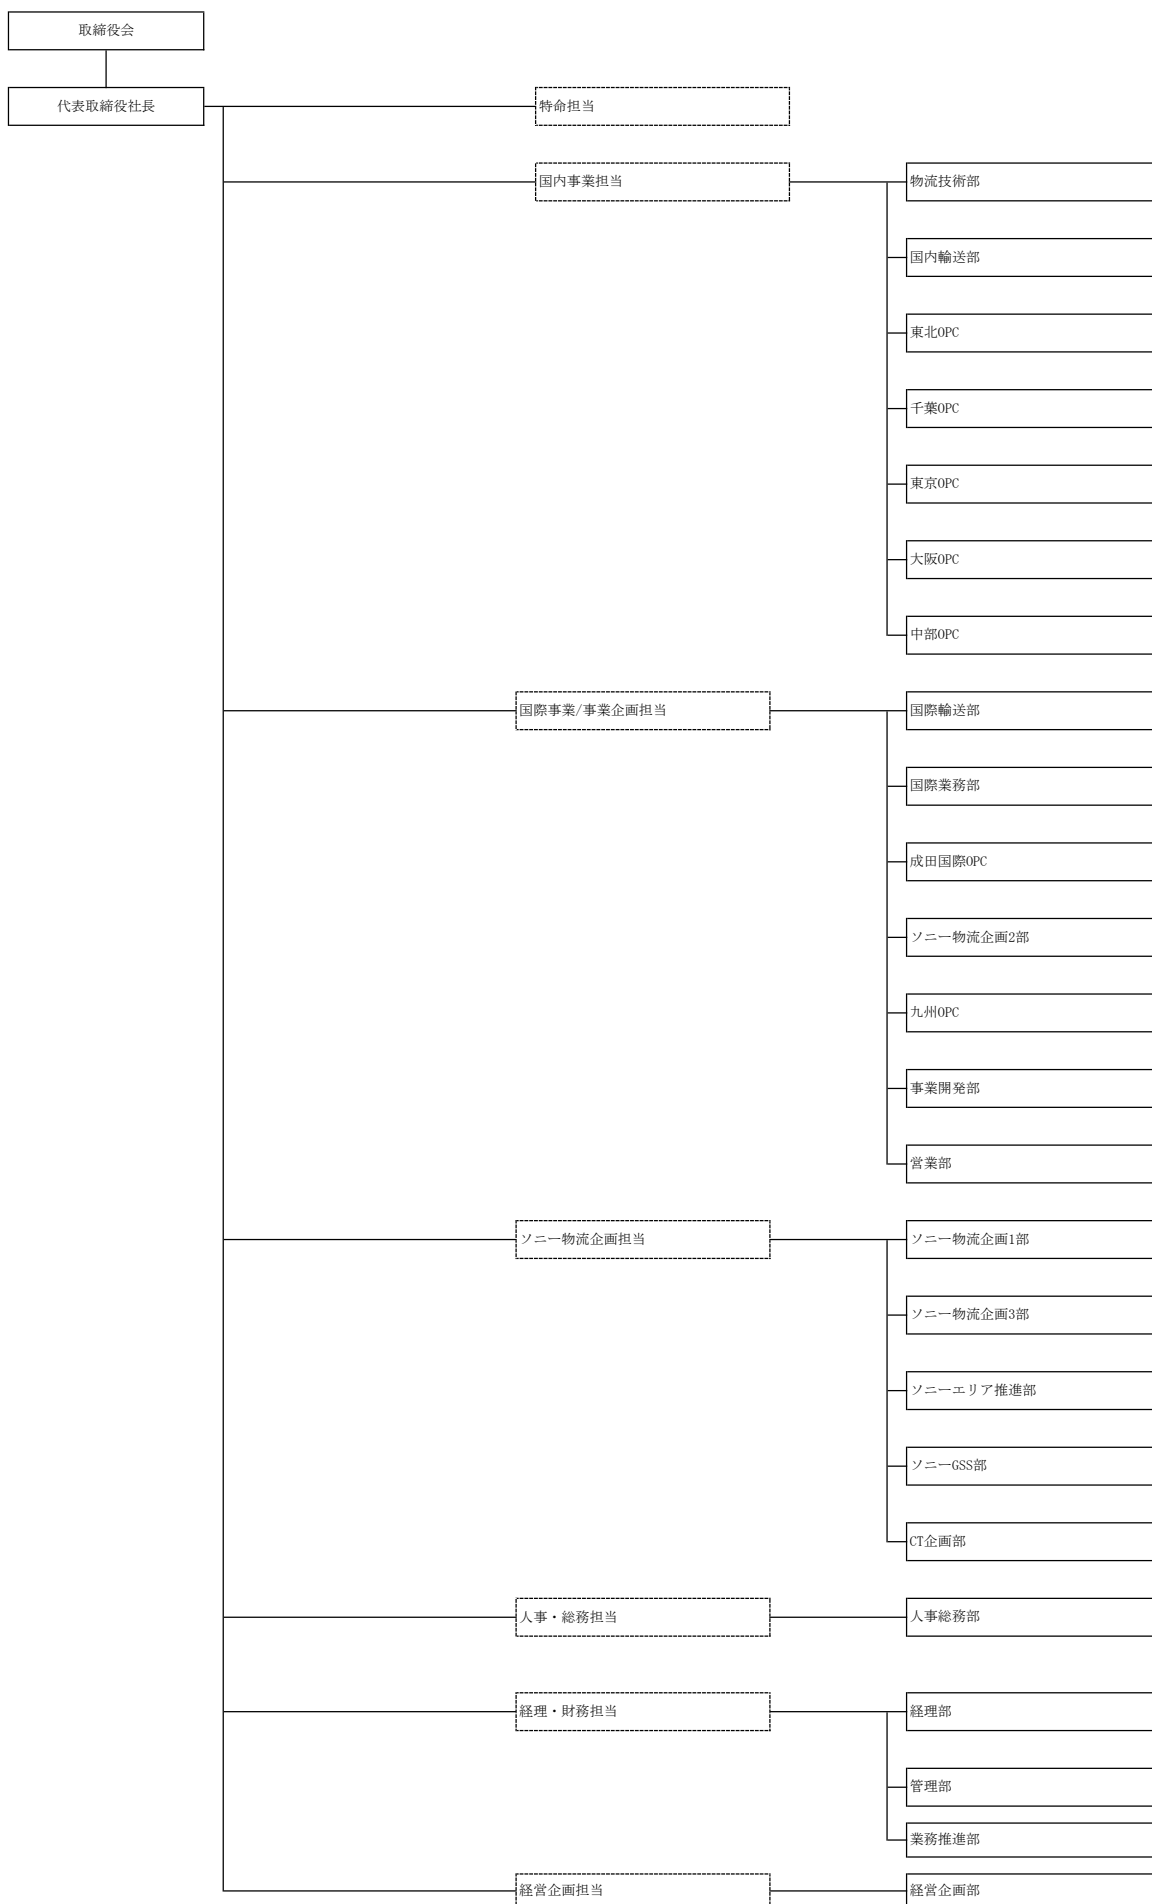 取締役会
代表取締役社長
特命担当
国内事業担当
物流技術部
国内輸送部
東北OPC
千葉OPC
東京OPC
大阪OPC
中部OPC
国際事業/事業企画担当
国際輸送部
国際業務部
成田国際OPC
ソニー物流企画2部
九州OPC
事業開発部
営業部
ソニー物流企画担当
ソニー物流企画1部
ソニー物流企画3部
ソニーエリア推進部
ソニーGSS部
CT企画部
人事・総務担当
人事総務部
経理・財務担当
経理部
管理部
業務推進部
経営企画担当
経営企画部